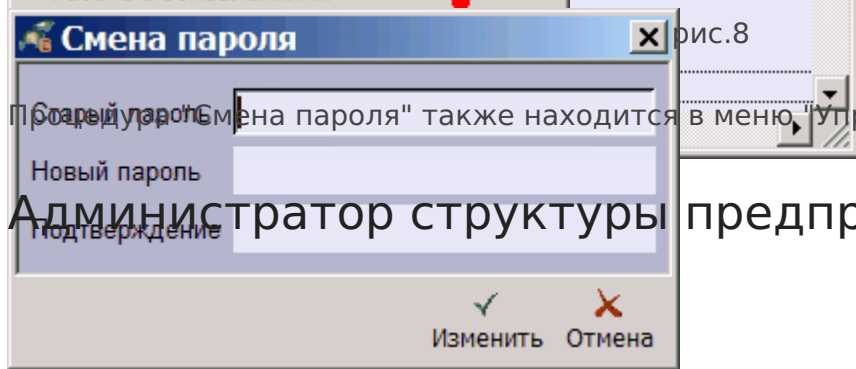 Смена пароля
рис.8
Старый пароль
Процедура "Смена пароля" также находится в меню "Упр
Новый пароль
Администратор структуры предпр
Подтверждение
Изменить Отмена